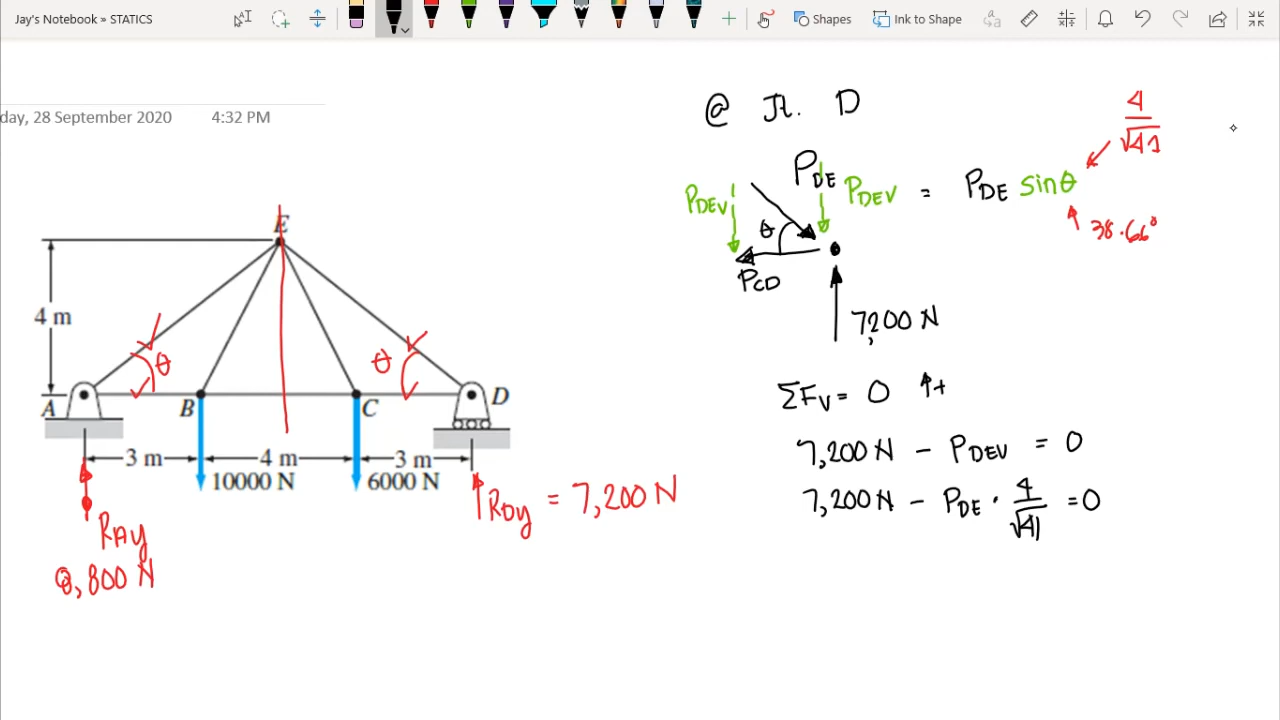 Jay's Notebook » STATICS
Shapes
Ink to Shape
day, 28 September 2020 4:32 PM
E
4 m
θ
θ
A
B
C
D
3 m
4 m
3 m
10000 N
6000 N
RAy
8,800 N
RDy = 7,200 N
@ Jt. D
4
√41
PDE
PDEV
PDEV = PDE sinθ
38.66°
θ
PCD
7,200 N
ΣFV = 0 ↑+
7,200 N − PDEV = 0
7,200 N − PDE · 4/√41 = 0